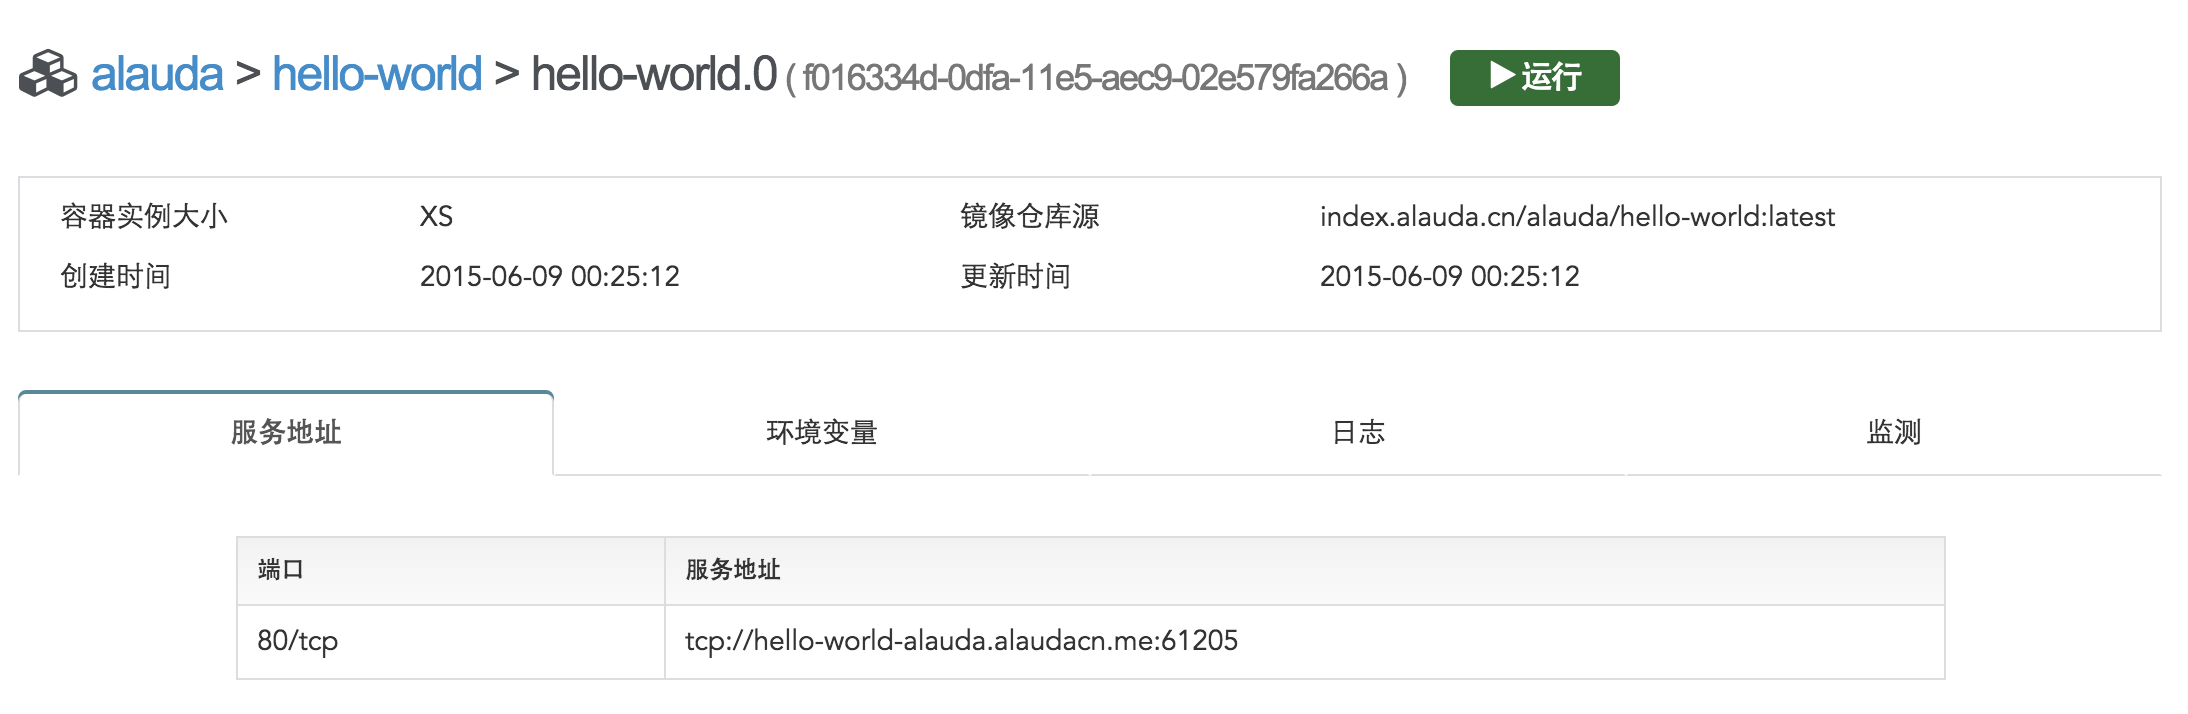 alauda > hello-world > hello-world.0 ( f016334d-0dfa-11e5-aec9-02e579fa266a ) 运行
容器实例大小 XS 镜像仓库源 index.alauda.cn/alauda/hello-world:latest
创建时间 2015-06-09 00:25:12 更新时间 2015-06-09 00:25:12
服务地址 环境变量 日志 监测
端口 服务地址
80/tcp tcp://hello-world-alauda.alaudacn.me:61205